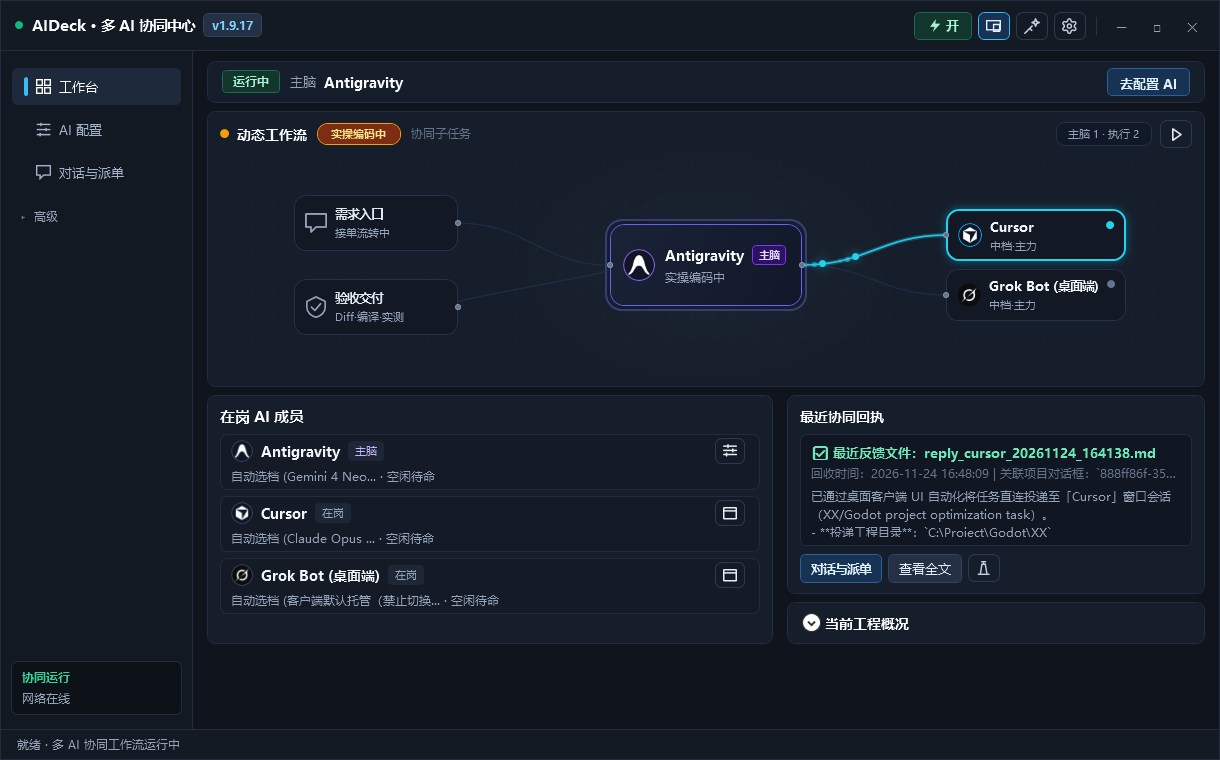 AIDeck • 多 AI 协同中心 v1.9.17
开
工作台
AI 配置
对话与派单
高级
协同运行
网络在线
运行中 主脑 Antigravity
去配置 AI
动态工作流 实操编码中 协同子任务
主脑 1 · 执行 2
需求入口
接单流转中
验收交付
Diff·编译·实测
Antigravity 主脑
实操编码中
Cursor
中档·主力
Grok Bot (桌面端)
中档·主力
在岗 AI 成员
Antigravity 主脑
自动选档 (Gemini 4 Neo... · 空闲待命
Cursor 在岗
自动选档 (Claude Opus ... · 空闲待命
Grok Bot (桌面端) 在岗
自动选档 (客户端默认托管（禁止切换... · 空闲待命
最近协同回执
最近反馈文件：reply_cursor_20261124_164138.md
回收时间：2026-11-24 16:48:09 | 关联项目对话框：`888ff86f-35...
已通过桌面客户端 UI 自动化将任务直连投递至「Cursor」窗口会话
（XX/Godot project optimization task）。
- **投递工程目录**：`C:\Project\Godot\XX`
对话与派单
查看全文
当前工程概况
就绪 · 多 AI 协同工作流运行中